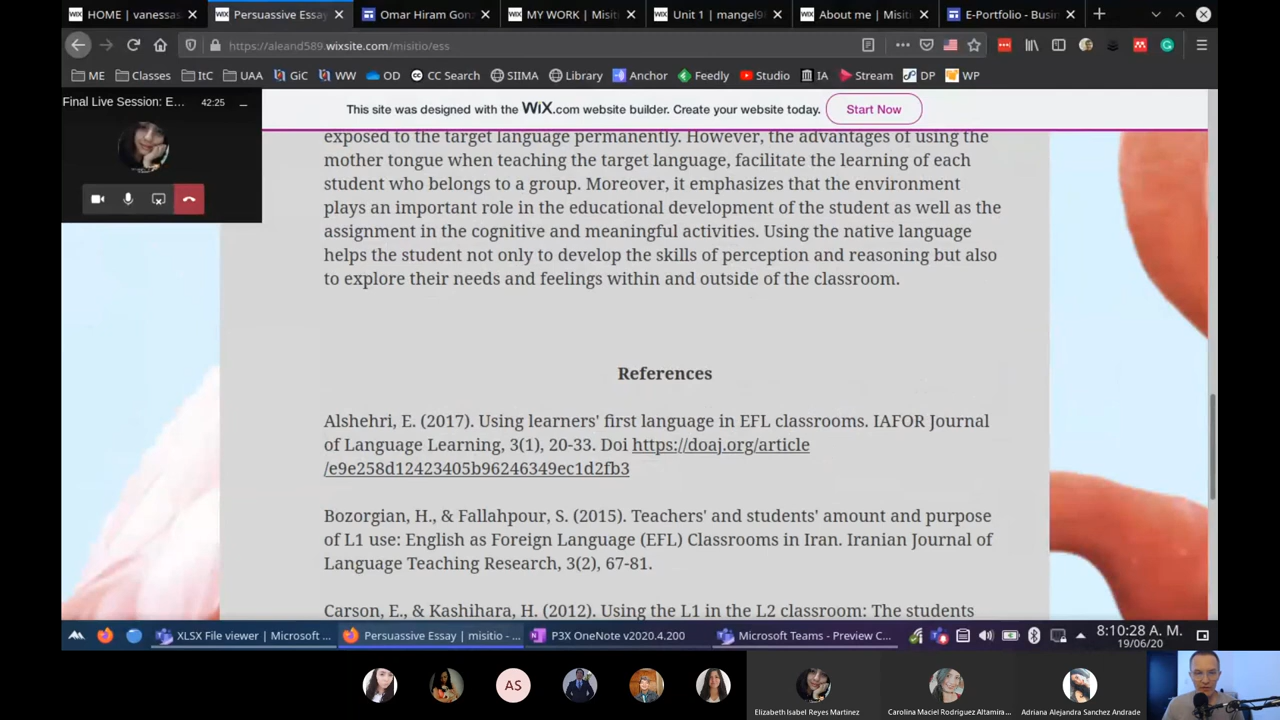 HOME | vanessas
Persuassive Essay
Omar Hiram Gon
MY WORK | Misiti
Unit 1 | mangel9
About me | Misiti
E-Portfolio - Busin
https://aleand589.wixsite.com/misitio/ess
ME Classes ItC UAA GiC WW OD CC Search SIIMA Library Anchor Feedly Studio IA Stream DP WP
Final Live Session: E... 42:25
This site was designed with the WiX.com website builder. Create your website today. Start Now
exposed to the target language permanently. However, the advantages of using the
mother tongue when teaching the target language, facilitate the learning of each
student who belongs to a group. Moreover, it emphasizes that the environment
plays an important role in the educational development of the student as well as the
assignment in the cognitive and meaningful activities. Using the native language
helps the student not only to develop the skills of perception and reasoning but also
to explore their needs and feelings within and outside of the classroom.
References
Alshehri, E. (2017). Using learners' first language in EFL classrooms. IAFOR Journal
of Language Learning, 3(1), 20-33. Doi https://doaj.org/article
/e9e258d12423405b96246349ec1d2fb3
Bozorgian, H., & Fallahpour, S. (2015). Teachers' and students' amount and purpose
of L1 use: English as Foreign Language (EFL) Classrooms in Iran. Iranian Journal of
Language Teaching Research, 3(2), 67-81.
Carson, E., & Kashihara, H. (2012). Using the L1 in the L2 classroom: The students
XLSX File viewer | Microsoft ...
Persuassive Essay | misitio - ...
P3X OneNote v2020.4.200
Microsoft Teams - Preview C...
8:10:28 A. M.
19/06/20
AS
Elizabeth Isabel Reyes Martinez
Carolina Maciel Rodriguez Altamira...
Adriana Alejandra Sanchez Andrade